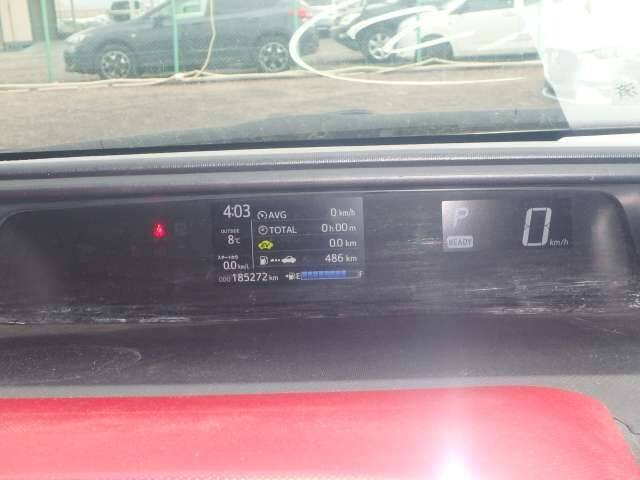 4:03
OUTSIDE
8℃
0.0 km/L
ODO 185272 km
AVG 0 km/h
TOTAL 0h00m
0.0 km
486 km
E F
P
READY
0 km/h